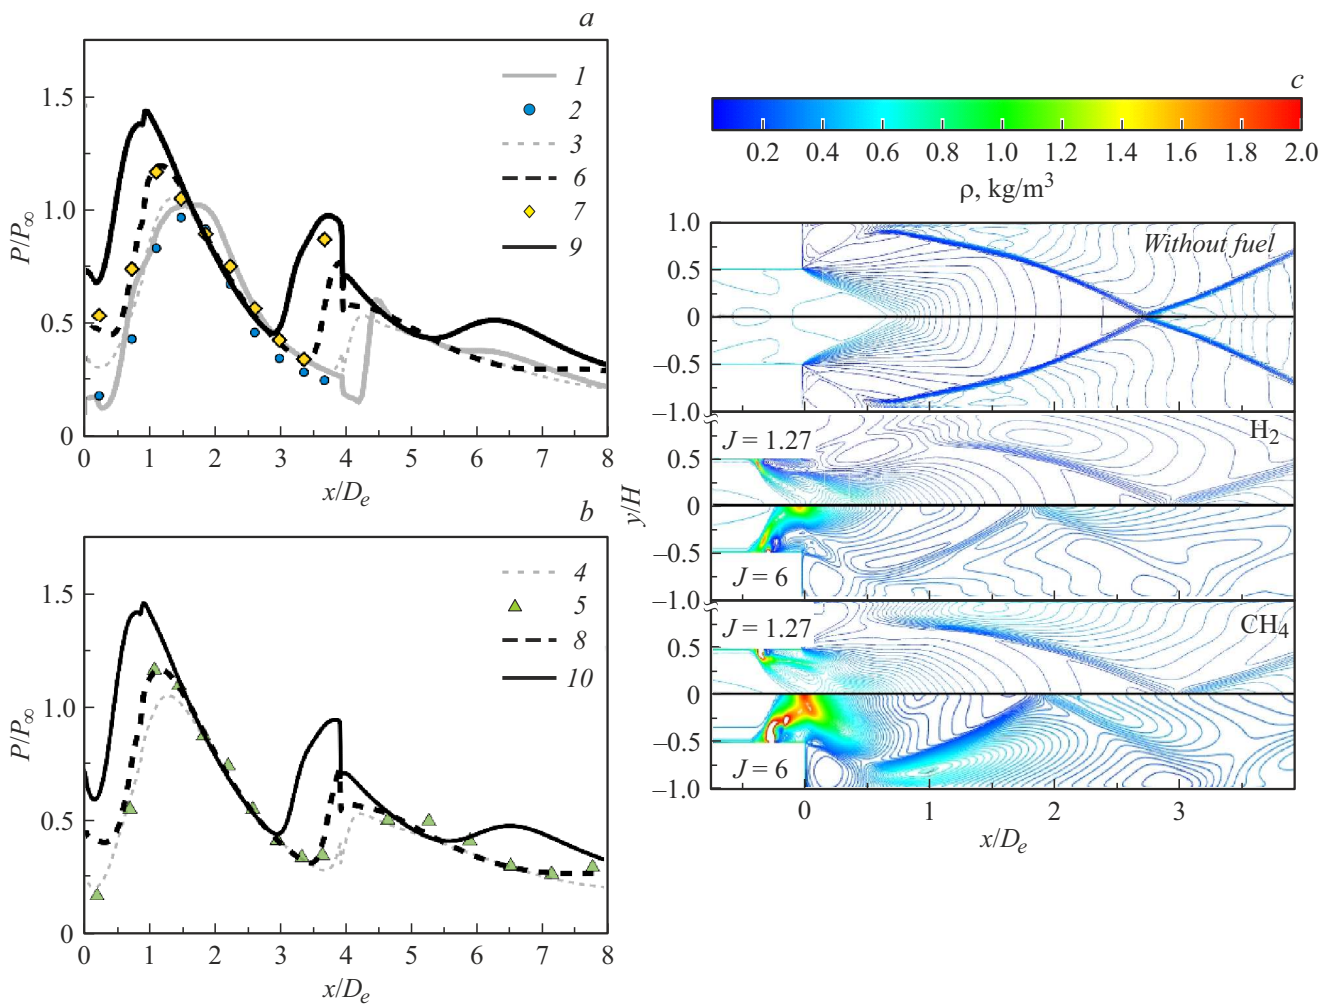 a
1.5
1.0
0.5
0
P/P∞
0 1 2 3 4 5 6 7 8
x/Dₑ
1
2
3
6
7
9
b
1.5
1.0
0.5
0
P/P∞
0 1 2 3 4 5 6 7 8
x/Dₑ
4
5
8
10
c
0.2 0.4 0.6 0.8 1.0 1.2 1.4 1.6 1.8 2.0
ρ, kg/m³
y/H
1.0
Without fuel
0.5
0
−0.5
−1.0
J = 1.27
H₂
0.5
0
−0.5
J = 6
−1.0
J = 1.27
CH₄
0.5
0
−0.5
J = 6
−1.0
0 1 2 3
x/Dₑ